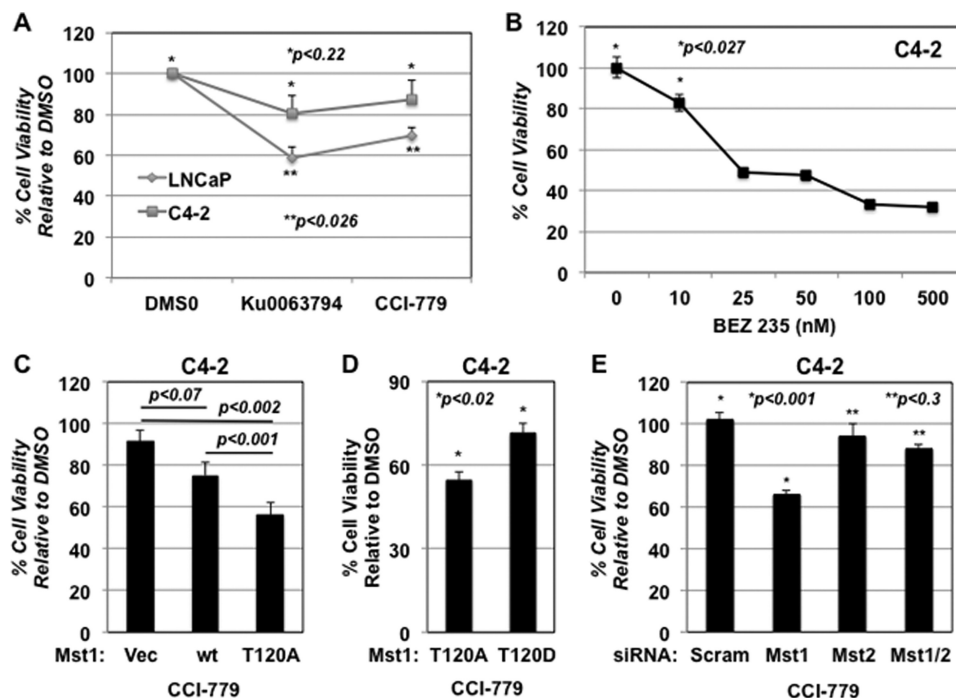 A
% Cell Viability
Relative to DMSO
120
100
80
60
40
20
0
*
*p<0.22
*
*
**
**
LNCaP
C4-2
**p<0.026
DMS0 Ku0063794 CCI-779
B
C4-2
% Cell Viability
120
100
80
60
40
20
0
*
*p<0.027
*
0 10 25 50 100 500
BEZ 235 (nM)
C
C4-2
% Cell Viability
Relative to DMSO
120
100
80
60
40
20
0
p<0.07
p<0.002
p<0.001
Mst1: Vec wt T120A
CCI-779
D
C4-2
% Cell Viability
Relative to DMSO
90
60
30
0
*p<0.02
*
*
Mst1: T120A T120D
CCI-779
E
C4-2
% Cell Viability
Relative to DMSO
120
100
80
60
40
20
0
*
*p<0.001
**p<0.3
*
**
**
siRNA: Scram Mst1 Mst2 Mst1/2
CCI-779